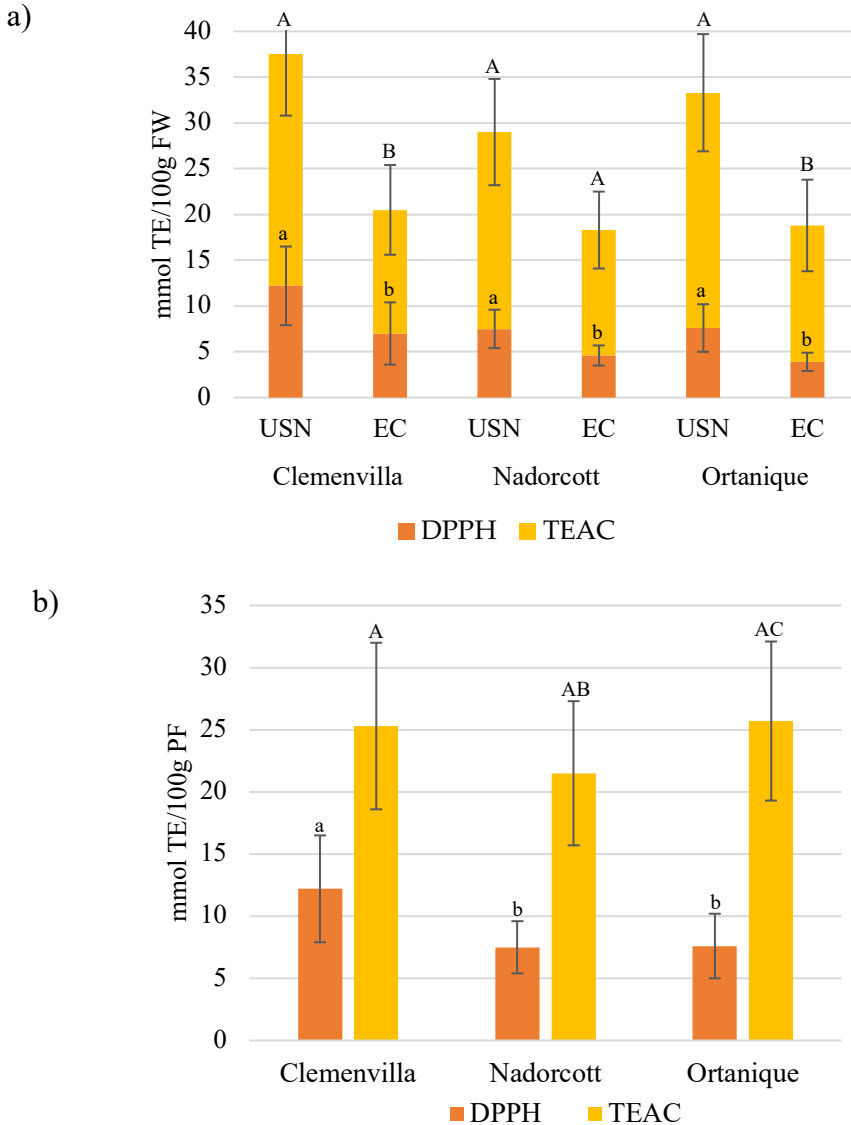 a)
mmol TE/100g FW
40
35
30
25
20
15
10
5
0
A
a
B
b
A
a
A
b
A
a
B
b
USN EC USN EC USN EC
Clemenvilla Nadorcott Ortanique
DPPH TEAC
b)
mmol TE/100g PF
35
30
25
20
15
10
5
0
a
A
b
AB
b
AC
Clemenvilla Nadorcott Ortanique
DPPH TEAC